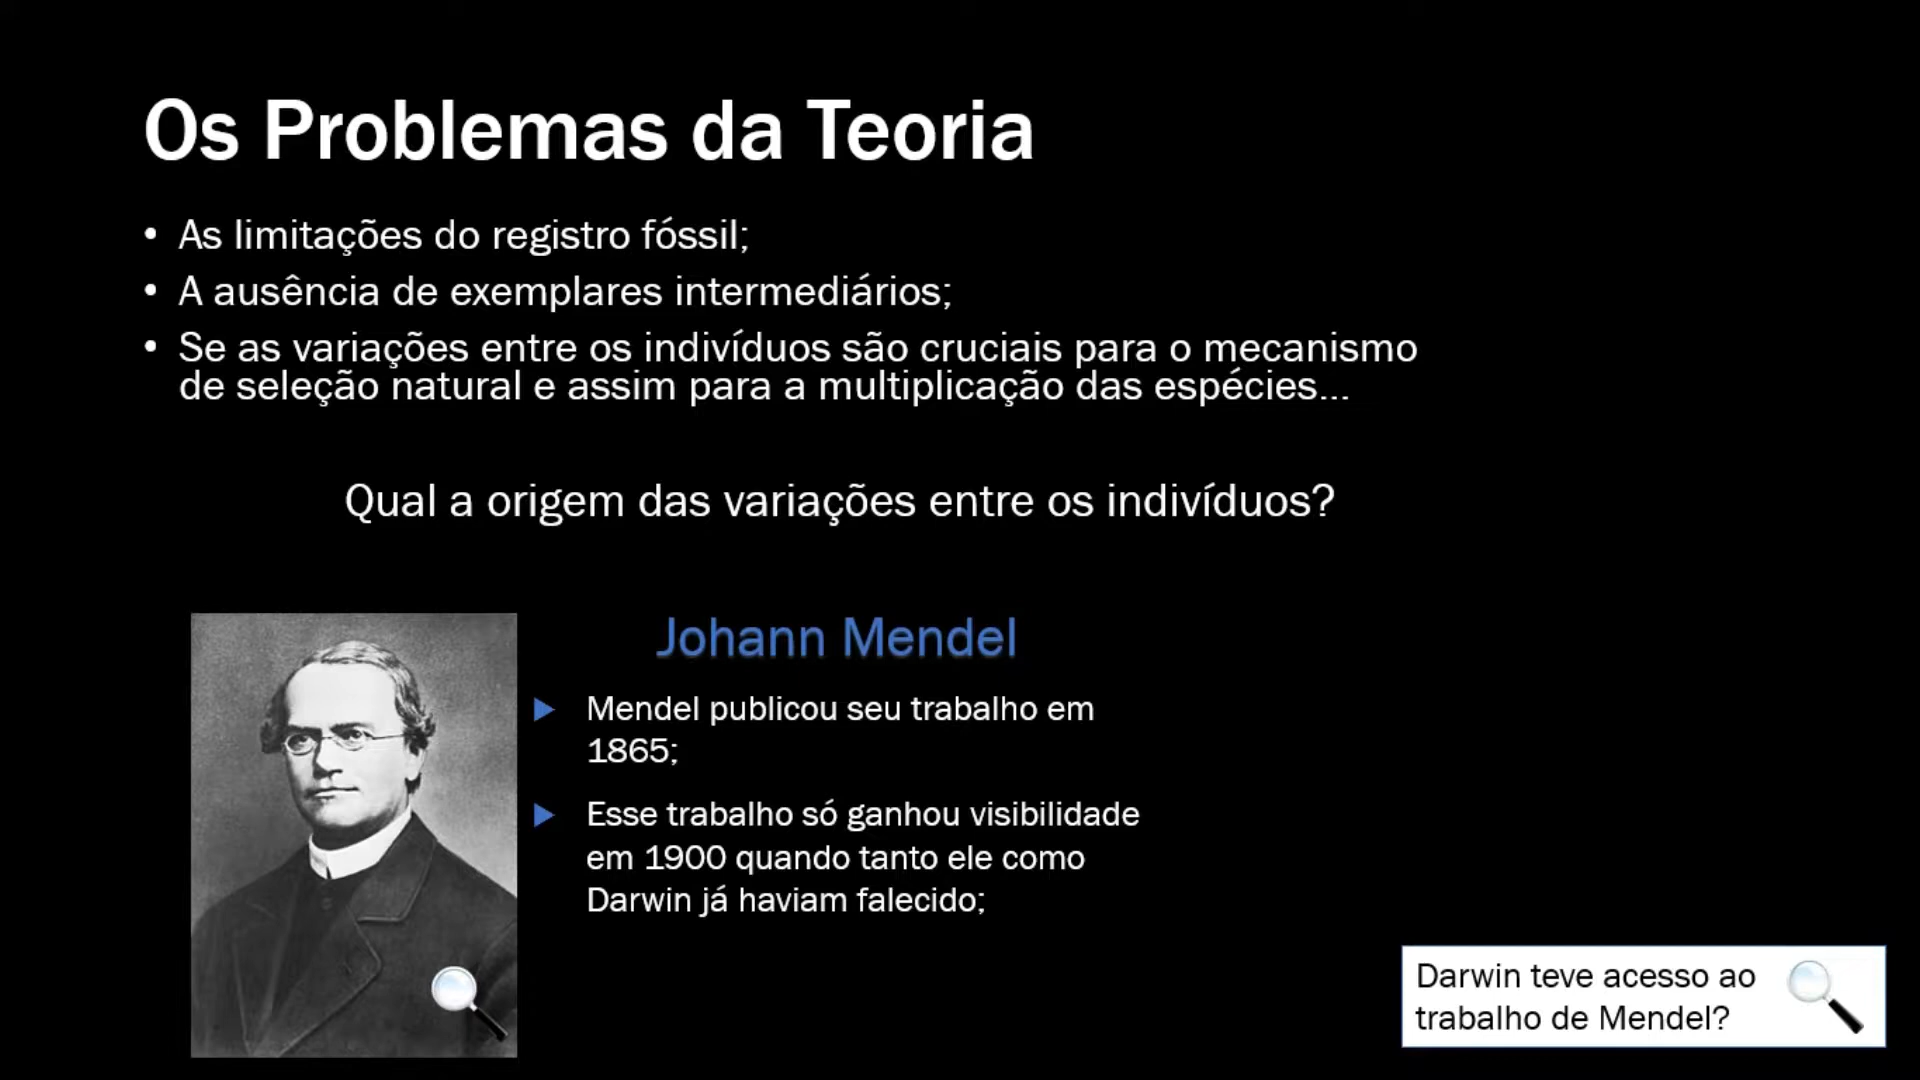 Os Problemas da Teoria
• As limitações do registro fóssil;
• A ausência de exemplares intermediários;
• Se as variações entre os indivíduos são cruciais para o mecanismo
de seleção natural e assim para a multiplicação das espécies...
Qual a origem das variações entre os indivíduos?
Johann Mendel
Mendel publicou seu trabalho em
1865;
Esse trabalho só ganhou visibilidade
em 1900 quando tanto ele como
Darwin já haviam falecido;
Darwin teve acesso ao
trabalho de Mendel?